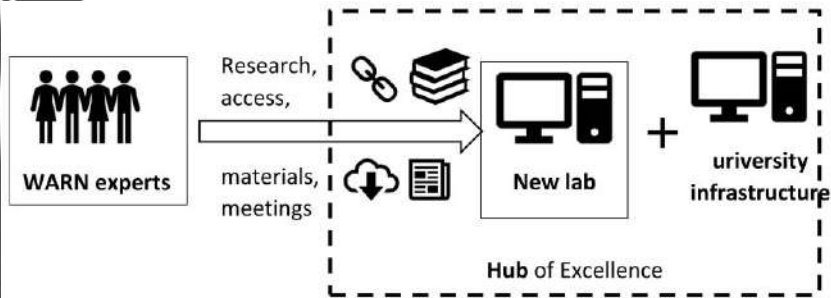 Research,
access,
WARN experts
materials,
meetings
New lab
+
uriversity
infrastructure
Hub of Excellence